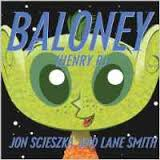 BALONEY
(HENRY P.)
JON SCIESZKA AND LANE SMITH